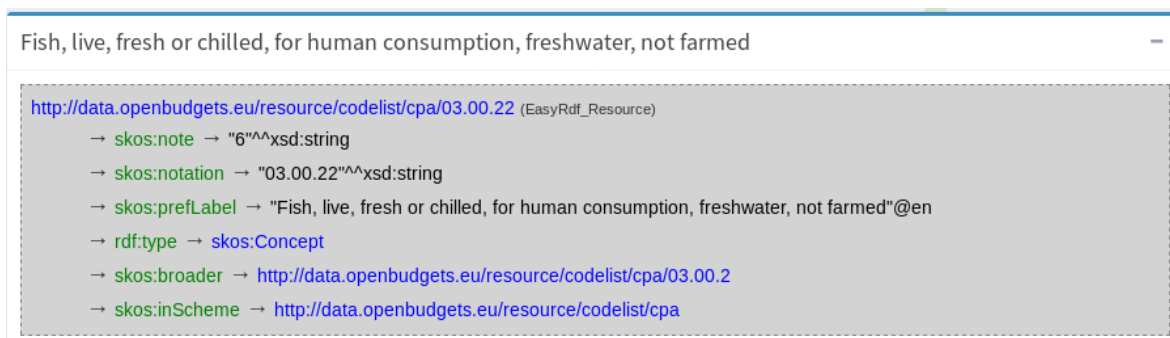 Fish, live, fresh or chilled, for human consumption, freshwater, not farmed
http://data.openbudgets.eu/resource/codelist/cpa/03.00.22 (EasyRdf_Resource)
→ skos:note → "6"^^xsd:string
→ skos:notation → "03.00.22"^^xsd:string
→ skos:prefLabel → "Fish, live, fresh or chilled, for human consumption, freshwater, not farmed"@en
→ rdf:type → skos:Concept
→ skos:broader → http://data.openbudgets.eu/resource/codelist/cpa/03.00.2
→ skos:inScheme → http://data.openbudgets.eu/resource/codelist/cpa